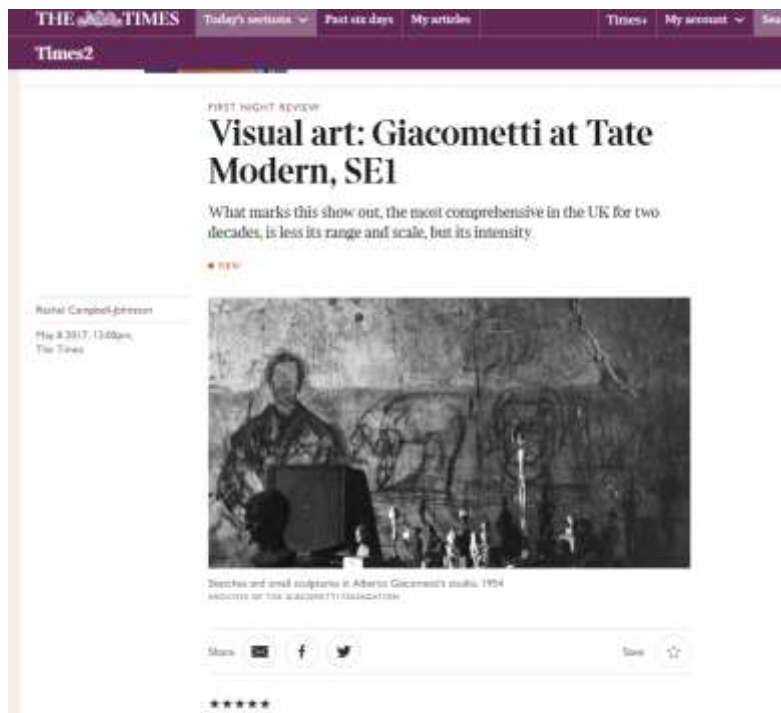 THE TIMES
Today's sections
Past six days
My articles
Times+
My account
Sea
Times2
FIRST NIGHT REVIEW
Visual art: Giacometti at Tate
Modern, SE1
What marks this show out, the most comprehensive in the UK for two
decades, is less its range and scale, but its intensity
NEW
Rachel Campbell-Johnston
May 8 2017, 12:00pm,
The Times
Sketches and small sculptures in Alberto Giacometti's studio, 1954
ARCHIVES OF THE GIACOMETTI FOUNDATION
Share
Save
★★★★★